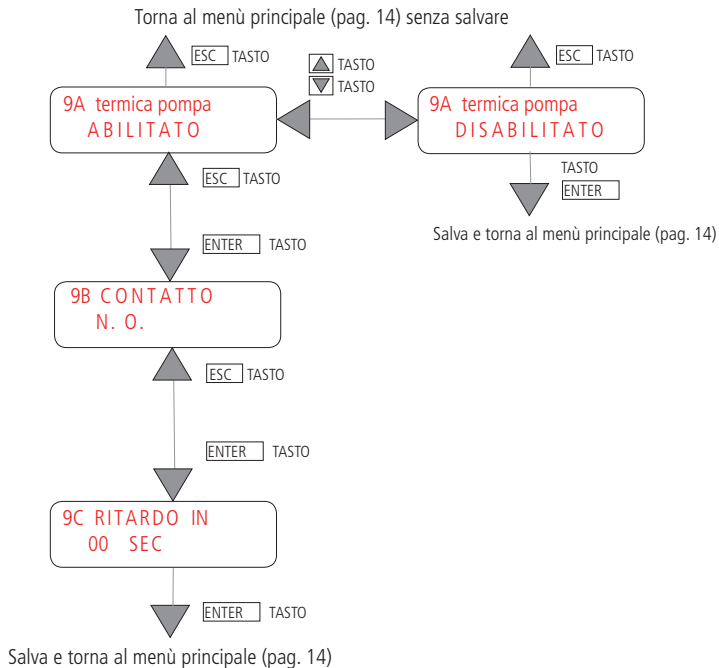 Torna al menù principale (pag. 14) senza salvare
ESC TASTO
TASTO
TASTO
ESC TASTO
9A termica pompa
ABILITATO
9A termica pompa
DISABILITATO
ESC TASTO
TASTO
ENTER
Salva e torna al menù principale (pag. 14)
ENTER TASTO
9B CONTATTO
N. O.
ESC TASTO
ENTER TASTO
9C RITARDO IN
00 SEC
ENTER TASTO
Salva e torna al menù principale (pag. 14)